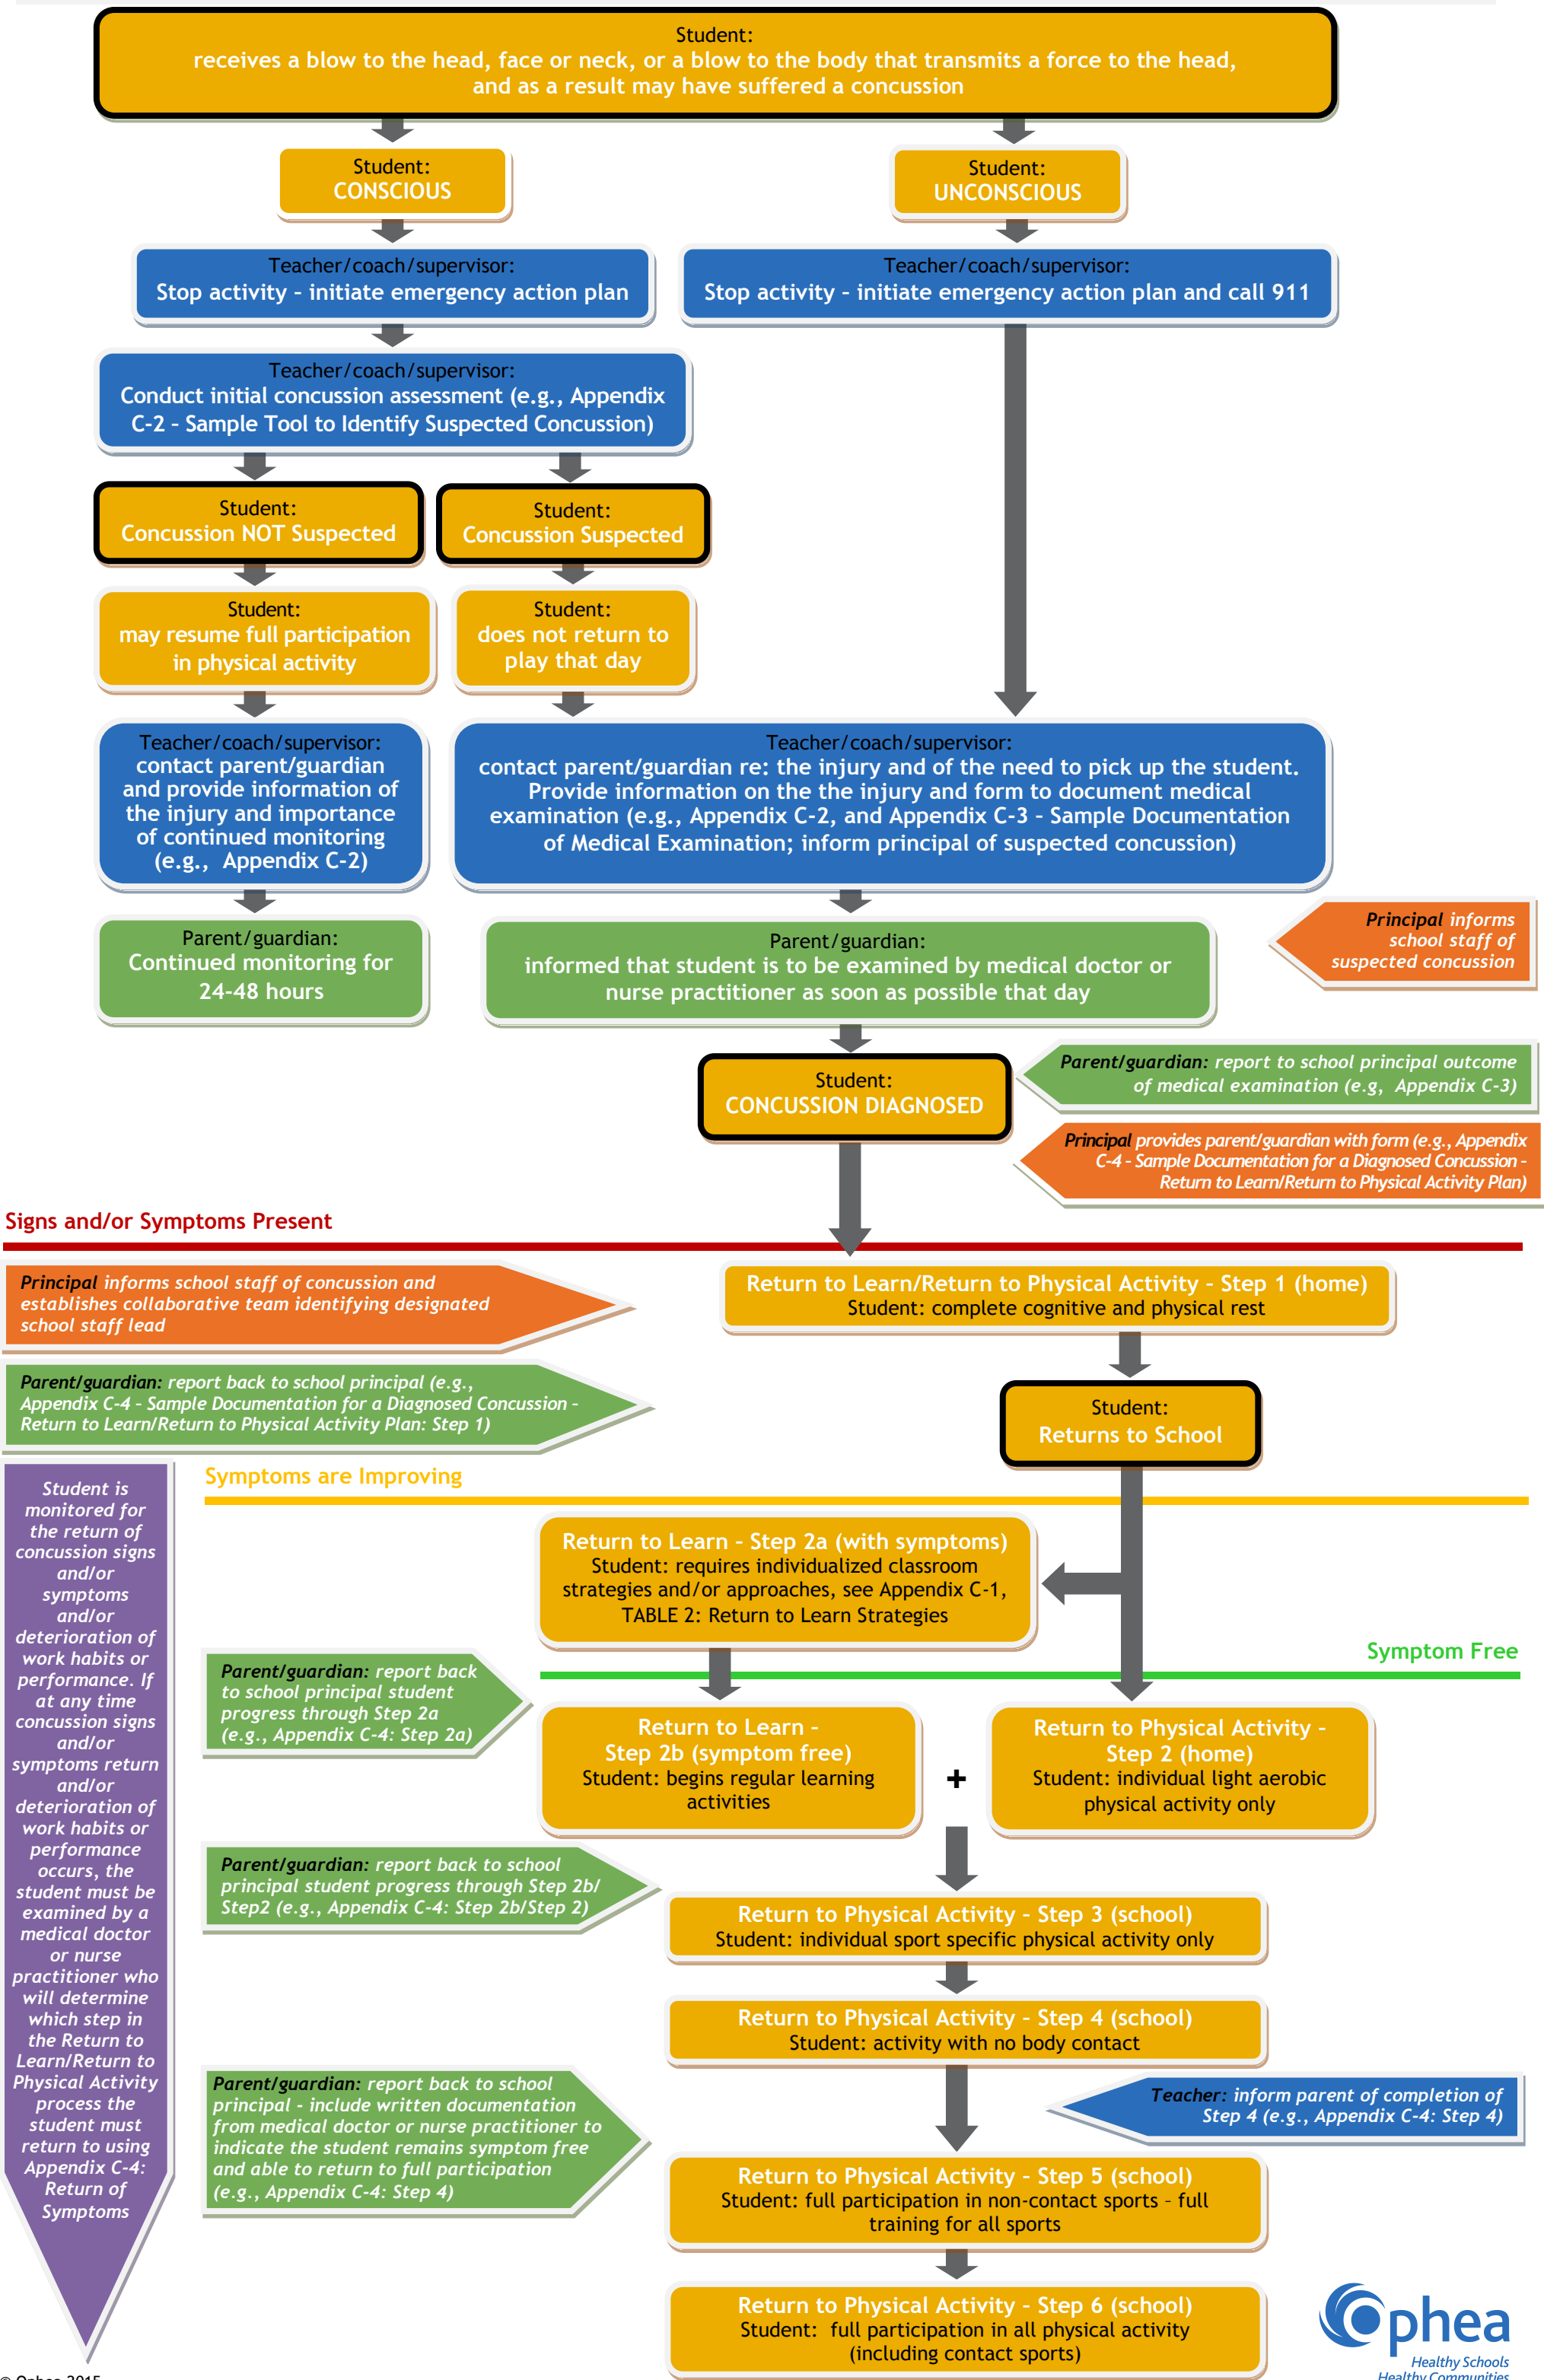 Student:
receives a blow to the head, face or neck, or a blow to the body that transmits a force to the head,
and as a result may have suffered a concussion
Student:
CONSCIOUS
Student:
UNCONSCIOUS
Teacher/coach/supervisor:
Stop activity – initiate emergency action plan
Teacher/coach/supervisor:
Stop activity – initiate emergency action plan and call 911
Teacher/coach/supervisor:
Conduct initial concussion assessment (e.g., Appendix
C-2 – Sample Tool to Identify Suspected Concussion)
Student:
Concussion NOT Suspected
Student:
Concussion Suspected
Student:
may resume full participation
in physical activity
Student:
does not return to
play that day
Teacher/coach/supervisor:
contact parent/guardian
and provide information of
the injury and importance
of continued monitoring
(e.g., Appendix C-2)
Teacher/coach/supervisor:
contact parent/guardian re: the injury and of the need to pick up the student.
Provide information on the the injury and form to document medical
examination (e.g., Appendix C-2, and Appendix C-3 – Sample Documentation
of Medical Examination; inform principal of suspected concussion)
Parent/guardian:
Continued monitoring for
24-48 hours
Parent/guardian:
informed that student is to be examined by medical doctor or
nurse practitioner as soon as possible that day
Principal informs
school staff of
suspected concussion
Student:
CONCUSSION DIAGNOSED
Parent/guardian: report to school principal outcome
of medical examination (e.g, Appendix C-3)
Principal provides parent/guardian with form (e.g., Appendix
C-4 – Sample Documentation for a Diagnosed Concussion –
Return to Learn/Return to Physical Activity Plan)
Signs and/or Symptoms Present
Principal informs school staff of concussion and
establishes collaborative team identifying designated
school staff lead
Return to Learn/Return to Physical Activity – Step 1 (home)
Student: complete cognitive and physical rest
Parent/guardian: report back to school principal (e.g.,
Appendix C-4 – Sample Documentation for a Diagnosed Concussion –
Return to Learn/Return to Physical Activity Plan: Step 1)
Student:
Returns to School
Student is
monitored for
the return of
concussion signs
and/or
symptoms
and/or
deterioration of
work habits or
performance. If
at any time
concussion signs
and/or
symptoms return
and/or
deterioration of
work habits or
performance
occurs, the
student must be
examined by a
medical doctor
or nurse
practitioner who
will determine
which step in
the Return to
Learn/Return to
Physical Activity
process the
student must
return to using
Appendix C-4:
Return of
Symptoms
Symptoms are Improving
Return to Learn – Step 2a (with symptoms)
Student: requires individualized classroom
strategies and/or approaches, see Appendix C-1,
TABLE 2: Return to Learn Strategies
Symptom Free
Parent/guardian: report back
to school principal student
progress through Step 2a
(e.g., Appendix C-4: Step 2a)
Return to Learn –
Step 2b (symptom free)
Student: begins regular learning
activities
+
Return to Physical Activity –
Step 2 (home)
Student: individual light aerobic
physical activity only
Parent/guardian: report back to school
principal student progress through Step 2b/
Step2 (e.g., Appendix C-4: Step 2b/Step 2)
Return to Physical Activity – Step 3 (school)
Student: individual sport specific physical activity only
Return to Physical Activity – Step 4 (school)
Student: activity with no body contact
Parent/guardian: report back to school
principal – include written documentation
from medical doctor or nurse practitioner to
indicate the student remains symptom free
and able to return to full participation
(e.g., Appendix C-4: Step 4)
Teacher: inform parent of completion of
Step 4 (e.g., Appendix C-4: Step 4)
Return to Physical Activity – Step 5 (school)
Student: full participation in non-contact sports – full
training for all sports
Return to Physical Activity – Step 6 (school)
Student: full participation in all physical activity
(including contact sports)
Ophea
Healthy Schools
Healthy Communities
© Ophea 2015